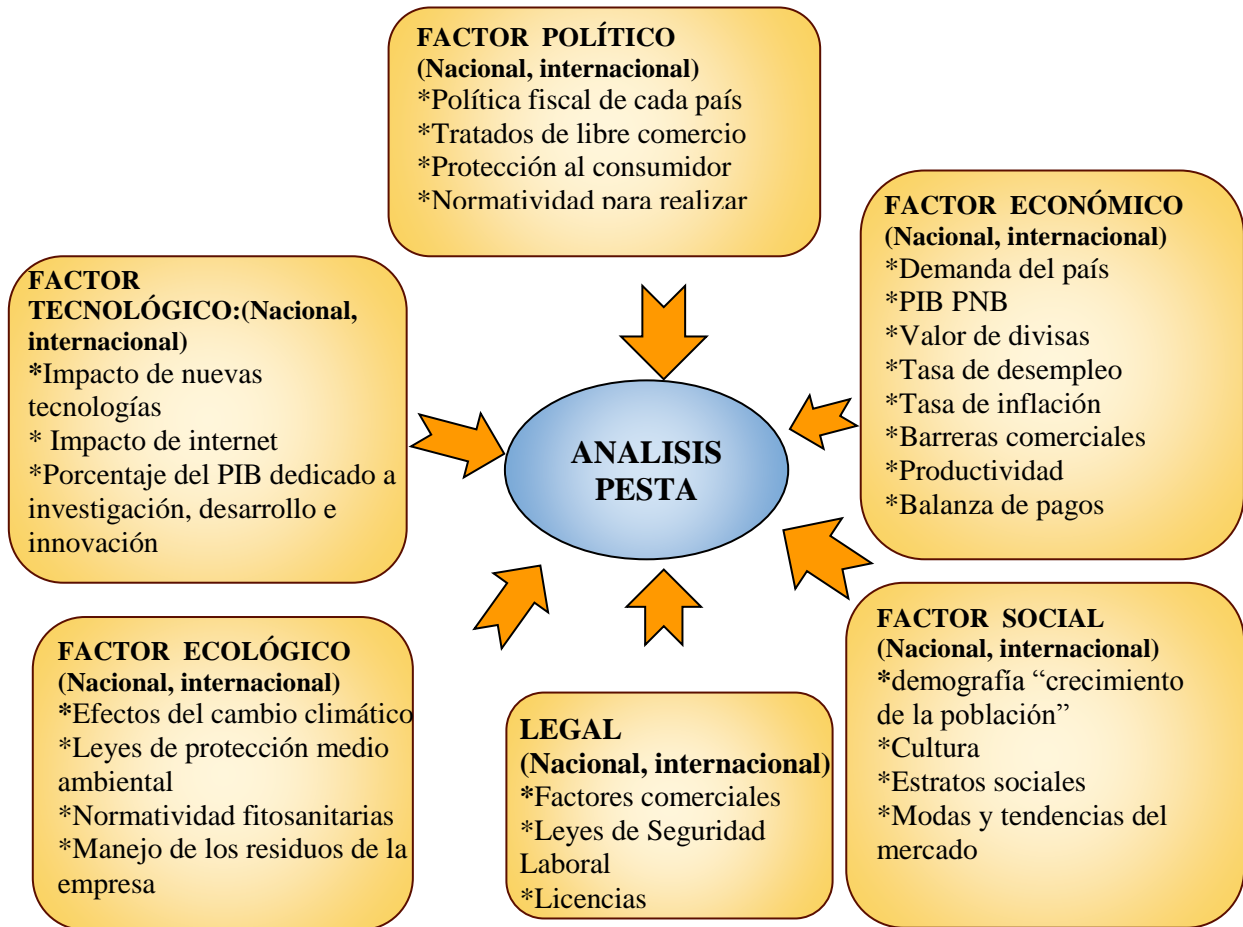 FACTOR POLÍTICO
(Nacional, internacional)
*Política fiscal de cada país
*Tratados de libre comercio
*Protección al consumidor
*Normatividad para realizar
FACTOR ECONÓMICO
(Nacional, internacional)
*Demanda del país
*PIB PNB
*Valor de divisas
*Tasa de desempleo
*Tasa de inflación
*Barreras comerciales
*Productividad
*Balanza de pagos
FACTOR
TECNOLÓGICO:(Nacional,
internacional)
*Impacto de nuevas
tecnologías
* Impacto de internet
*Porcentaje del PIB dedicado a
investigación, desarrollo e
innovación
ANALISIS
PESTA
FACTOR ECOLÓGICO
(Nacional, internacional)
*Efectos del cambio climático
*Leyes de protección medio
ambiental
*Normatividad fitosanitarias
*Manejo de los residuos de la
empresa
LEGAL
(Nacional, internacional)
*Factores comerciales
*Leyes de Seguridad
Laboral
*Licencias
FACTOR SOCIAL
(Nacional, internacional)
*demografía “crecimiento
de la población”
*Cultura
*Estratos sociales
*Modas y tendencias del
mercado